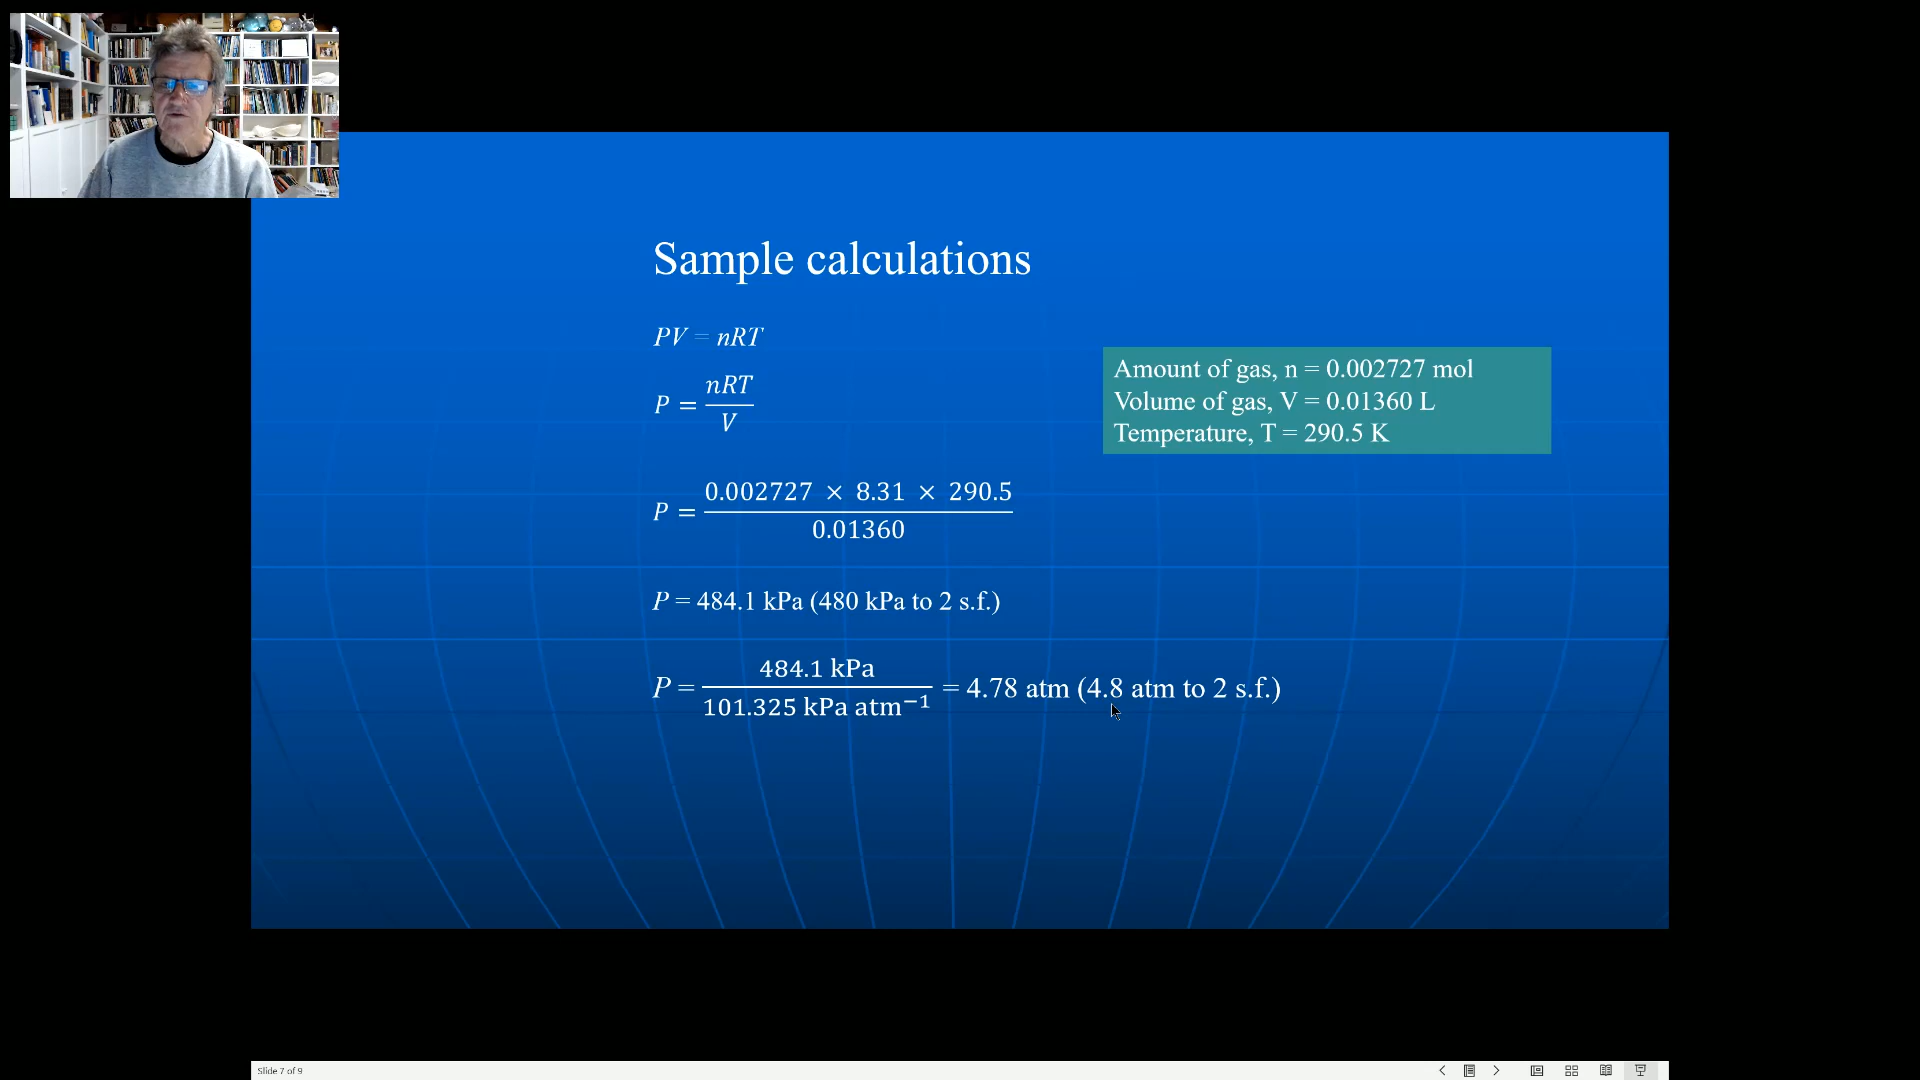 Sample calculations
PV = nRT
P = nRT / V
Amount of gas, n = 0.002727 mol
Volume of gas, V = 0.01360 L
Temperature, T = 290.5 K
P = 0.002727 × 8.31 × 290.5 / 0.01360
P = 484.1 kPa (480 kPa to 2 s.f.)
P = 484.1 kPa / 101.325 kPa atm⁻¹ = 4.78 atm (4.8 atm to 2 s.f.)
Slide 7 of 9